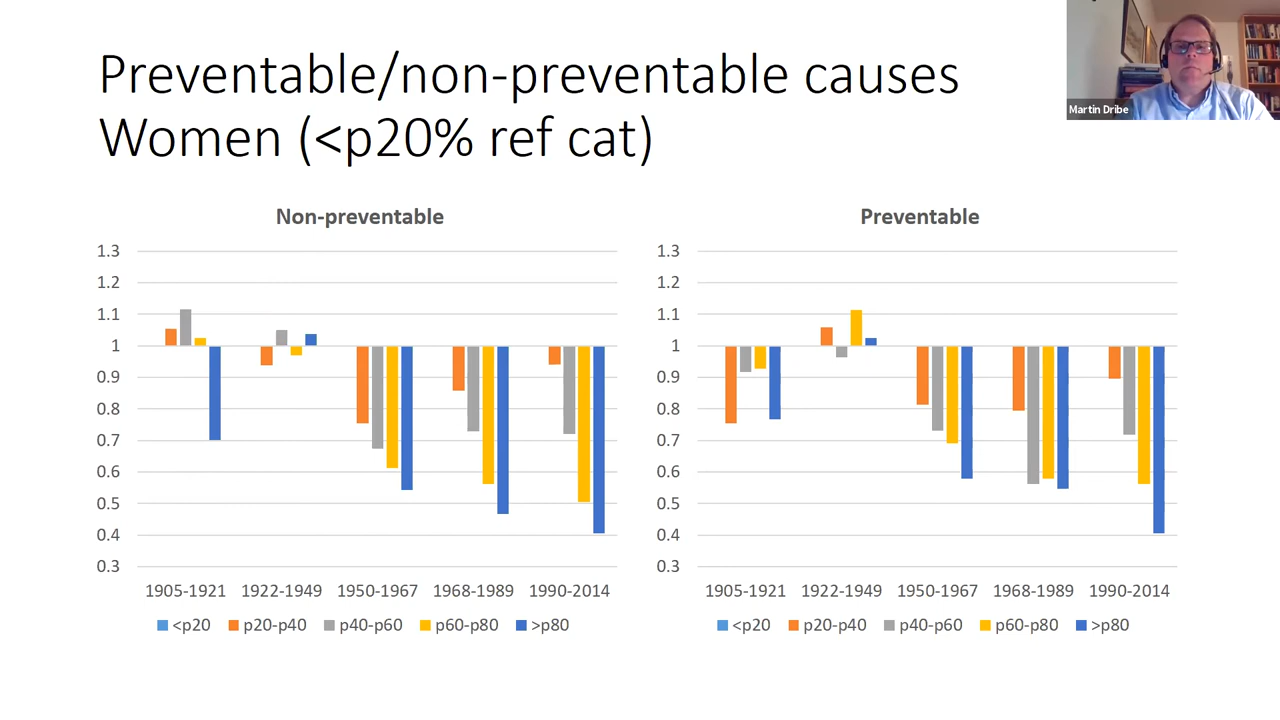 Preventable/non-preventable causes
Women (<p20% ref cat)
Martin Dribe
Non-preventable
1.3
1.2
1.1
1
0.9
0.8
0.7
0.6
0.5
0.4
0.3
1905-1921 1922-1949 1950-1967 1968-1989 1990-2014
<p20 p20-p40 p40-p60 p60-p80 >p80
Preventable
1.3
1.2
1.1
1
0.9
0.8
0.7
0.6
0.5
0.4
0.3
1905-1921 1922-1949 1950-1967 1968-1989 1990-2014
<p20 p20-p40 p40-p60 p60-p80 >p80